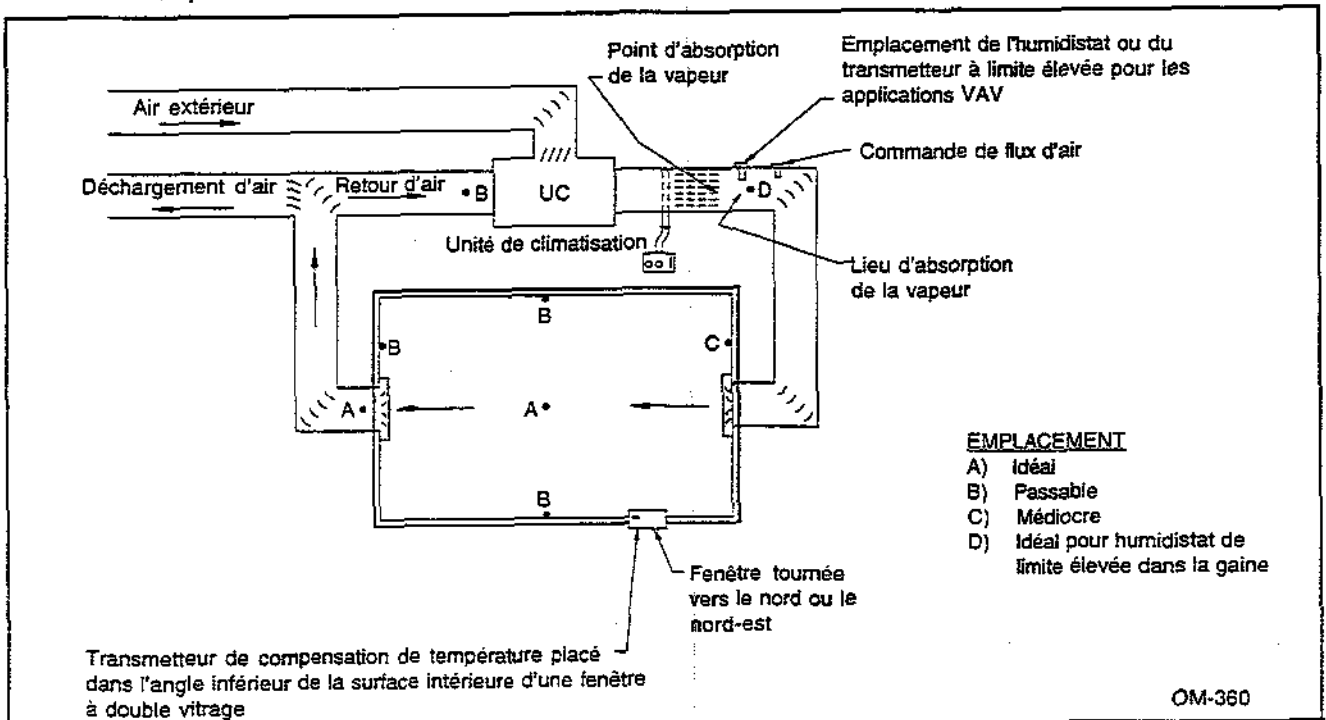 Point d'absorption
de la vapeur
Emplacement de l'humidistat ou du
transmetteur à limite élevée pour les
applications VAV
Air extérieur
Commande de flux d'air
Déchargement d'air
Retour d'air
B
UC
D
Unité de climatisation
Lieu d'absorption
de la vapeur
B
B
C
A
A
B
EMPLACEMENT
A) Idéal
B) Passable
C) Médiocre
D) Idéal pour humidistat de
limite élevée dans la gaine
Fenêtre tournée
vers le nord ou le
nord-est
Transmetteur de compensation de température placé
dans l'angle inférieur de la surface intérieure d'une fenêtre
à double vitrage
OM-360